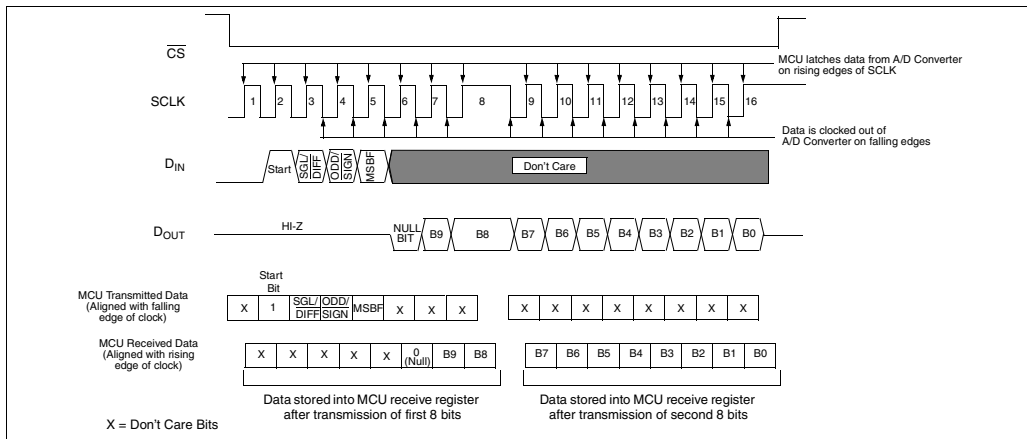 CS
MCU latches data from A/D Converter
on rising edges of SCLK
SCLK
1 2 3 4 5 6 7 8 9 10 11 12 13 14 15 16
Data is clocked out of
A/D Converter on falling edges
DIN
Start SGL/DIFF ODD/SIGN MSBF Don't Care
HI-Z
DOUT
NULL BIT B9 B8 B7 B6 B5 B4 B3 B2 B1 B0
Start
Bit
MCU Transmitted Data
(Aligned with falling
edge of clock)
X 1 SGL/DIFF ODD/SIGN MSBF X X X X X X X X X X X
MCU Received Data
(Aligned with rising
edge of clock)
X X X X X 0 (Null) B9 B8 B7 B6 B5 B4 B3 B2 B1 B0
Data stored into MCU receive register
after transmission of first 8 bits
Data stored into MCU receive register
after transmission of second 8 bits
X = Don't Care Bits